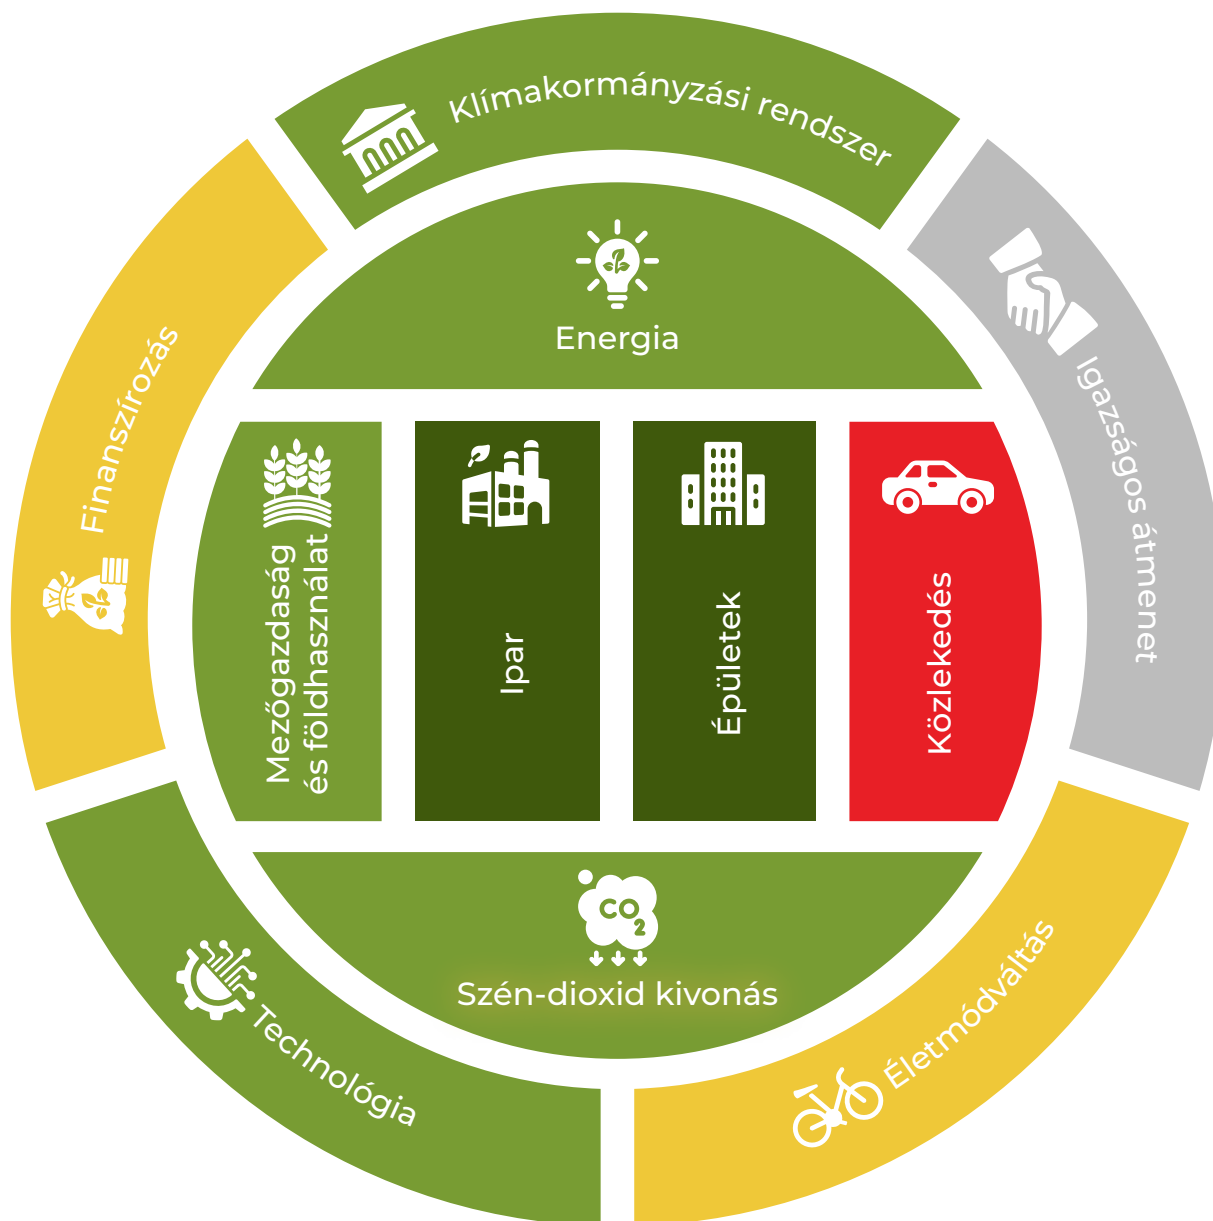 Klímakormányzási rendszer
Igazságos átmenet
Finanszírozás
Energia
Mezőgazdaság
és földhasználat
Ipar
Épületek
Közlekedés
CO2
Szén-dioxid kivonás
Technológia
Életmódváltás